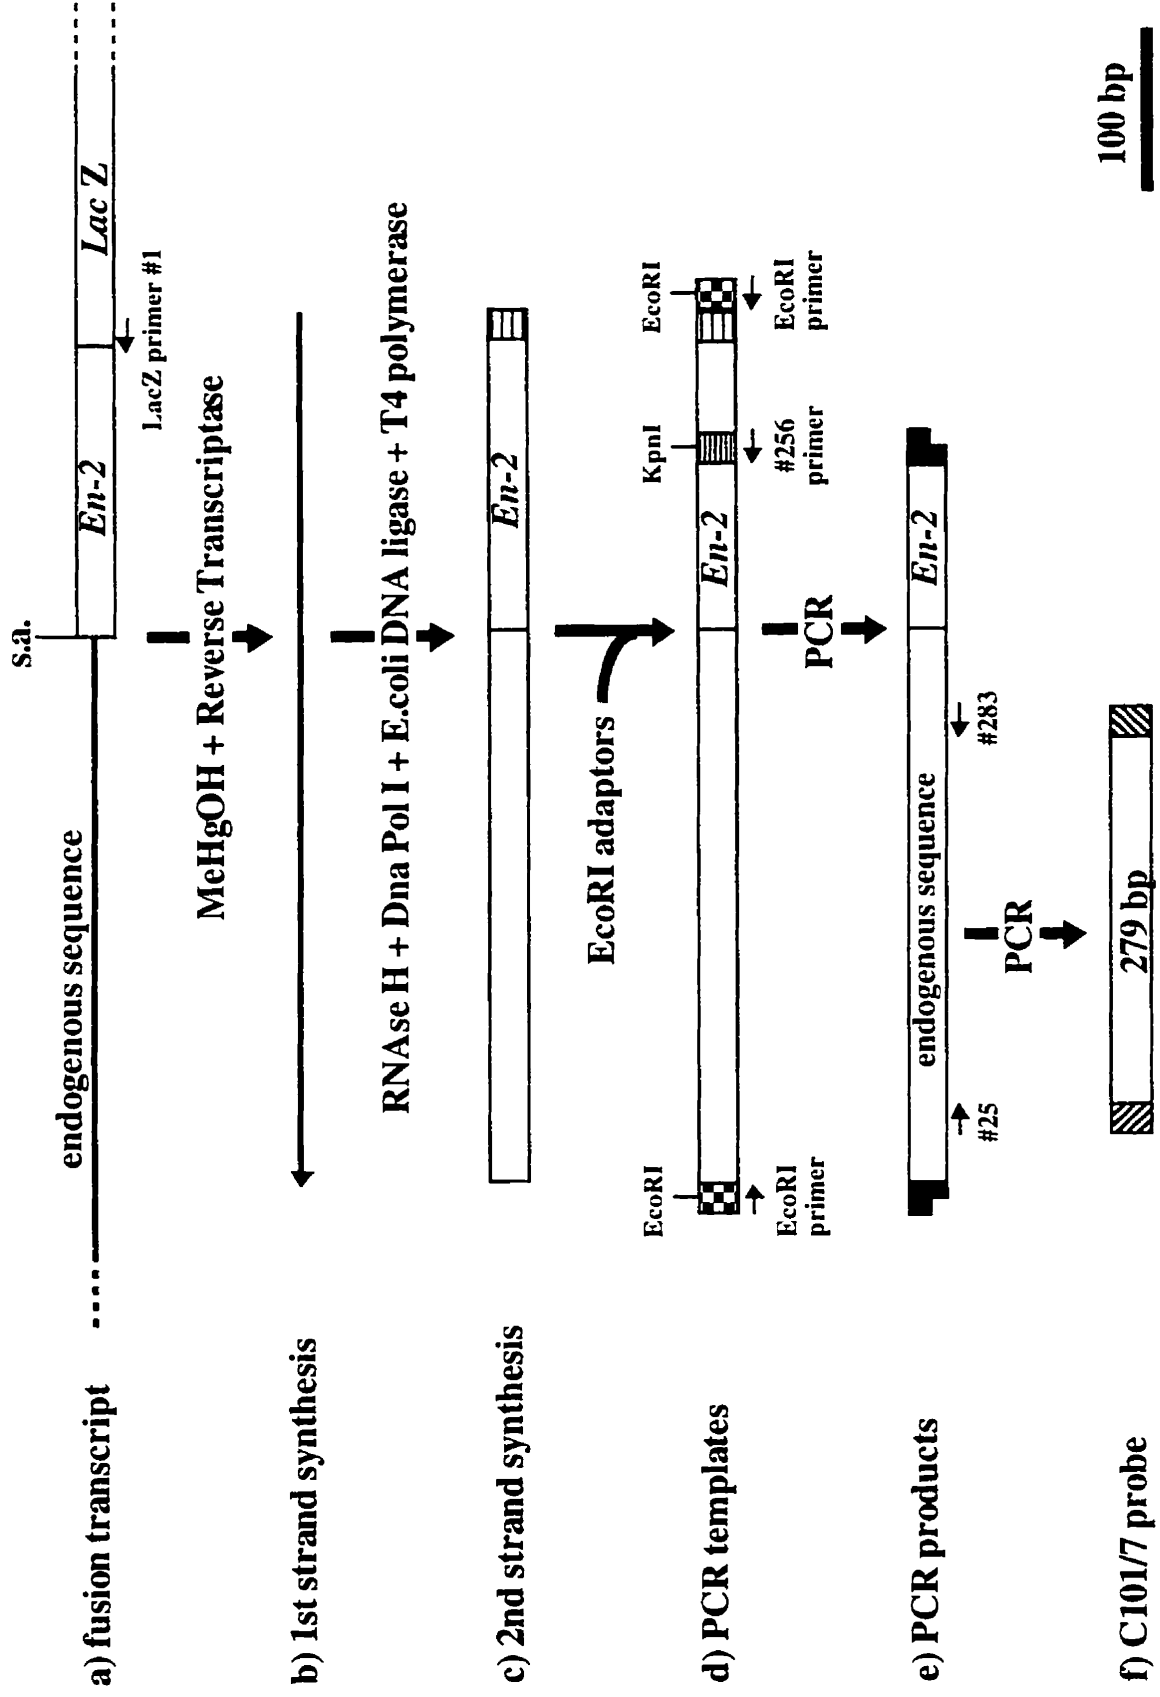 a) fusion transcript
endogenous sequence
s.a.
En-2
Lac Z
LacZ primer #1
MeHgOH + Reverse Transcriptase
b) 1st strand synthesis
RNAse H + Dna Pol I + E.coli DNA ligase + T4 polymerase
c) 2nd strand synthesis
En-2
EcoRI adaptors
d) PCR templates
EcoRI
EcoRI
primer
En-2
KpnI
#256
primer
EcoRI
EcoRI
primer
PCR
e) PCR products
#25
endogenous sequence
#283
En-2
PCR
f) C101/7 probe
279 bp
100 bp